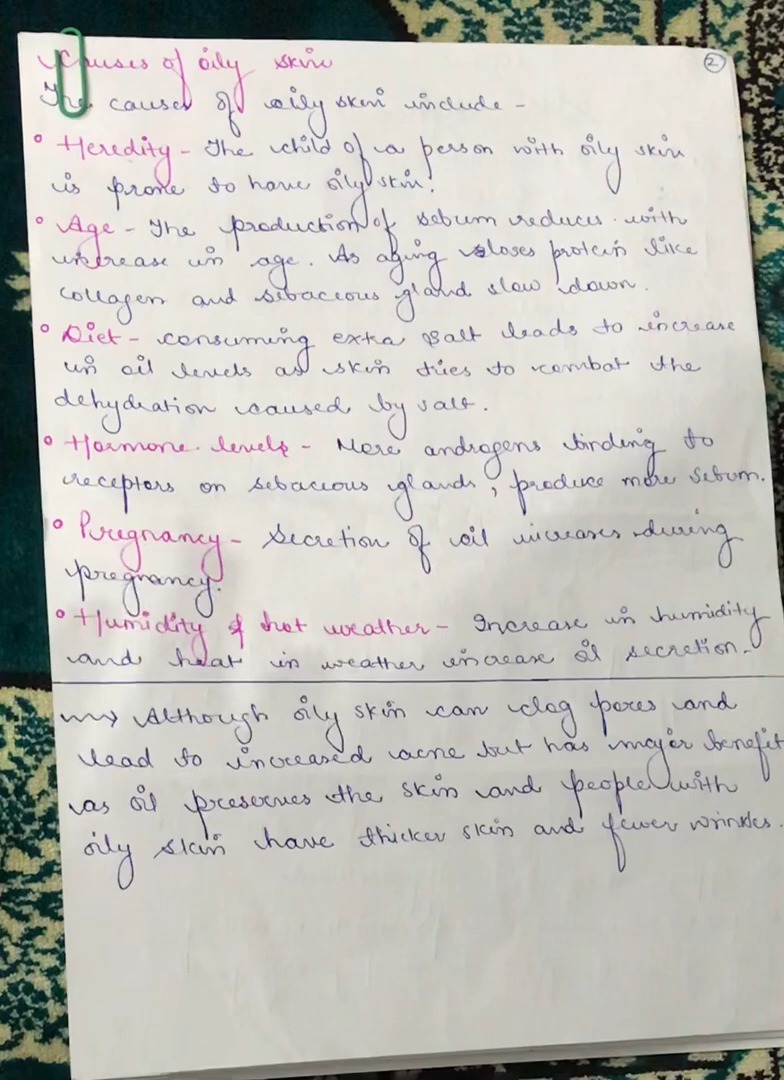 Causes of oily skin
2
The causes of oily skin include -
Heredity - The child of a person with oily skin
is prone to have oily skin.
Age - The production of sebum reduces with
increase in age. As aging loses protein like
collagen and sebaceous gland slow down.
Diet - consuming extra salt leads to increase
in oil levels as skin tries to combat the
dehydration caused by salt.
Hormone levels - More androgens binding to
receptors on sebaceous glands, produce more sebum.
Pregnancy - Secretion of oil increases during
pregnancy.
Humidity & hot weather - Increase in humidity
and heat in weather increase oil secretion.
Although oily skin can clog pores and
lead to increased acne but has major benefit
as oil preserves the skin and people with
oily skin have thicker skin and fewer wrinkles.